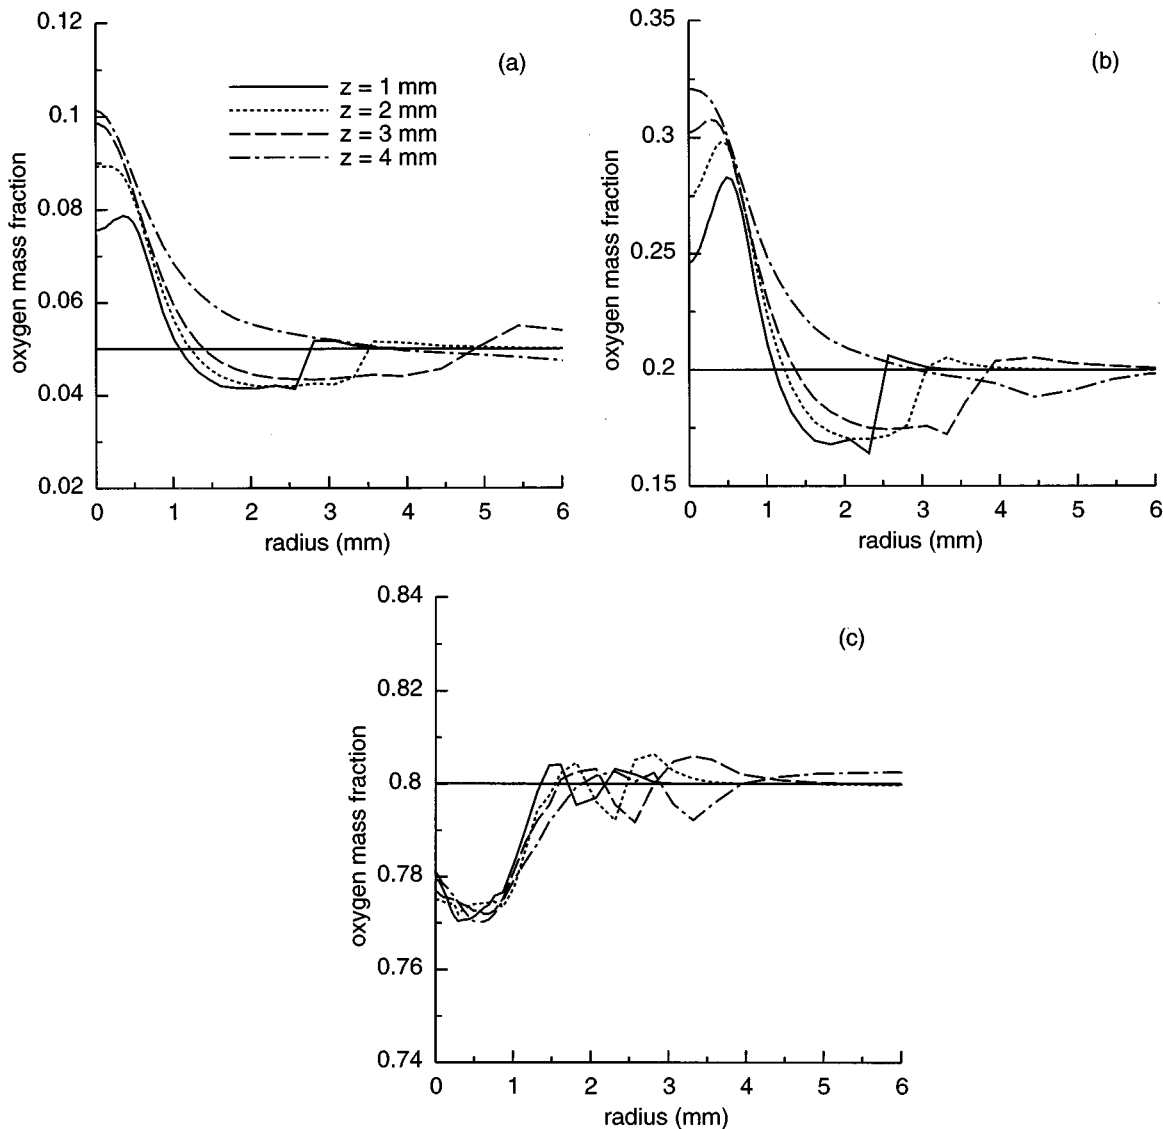 0.12
0.1
0.08
0.06
0.04
0.02
oxygen mass fraction
(a)
z = 1 mm
z = 2 mm
z = 3 mm
z = 4 mm
0 1 2 3 4 5 6
radius (mm)
0.35
0.3
0.25
0.2
0.15
oxygen mass fraction
(b)
0 1 2 3 4 5 6
radius (mm)
0.84
0.82
0.8
0.78
0.76
0.74
oxygen mass fraction
(c)
0 1 2 3 4 5 6
radius (mm)